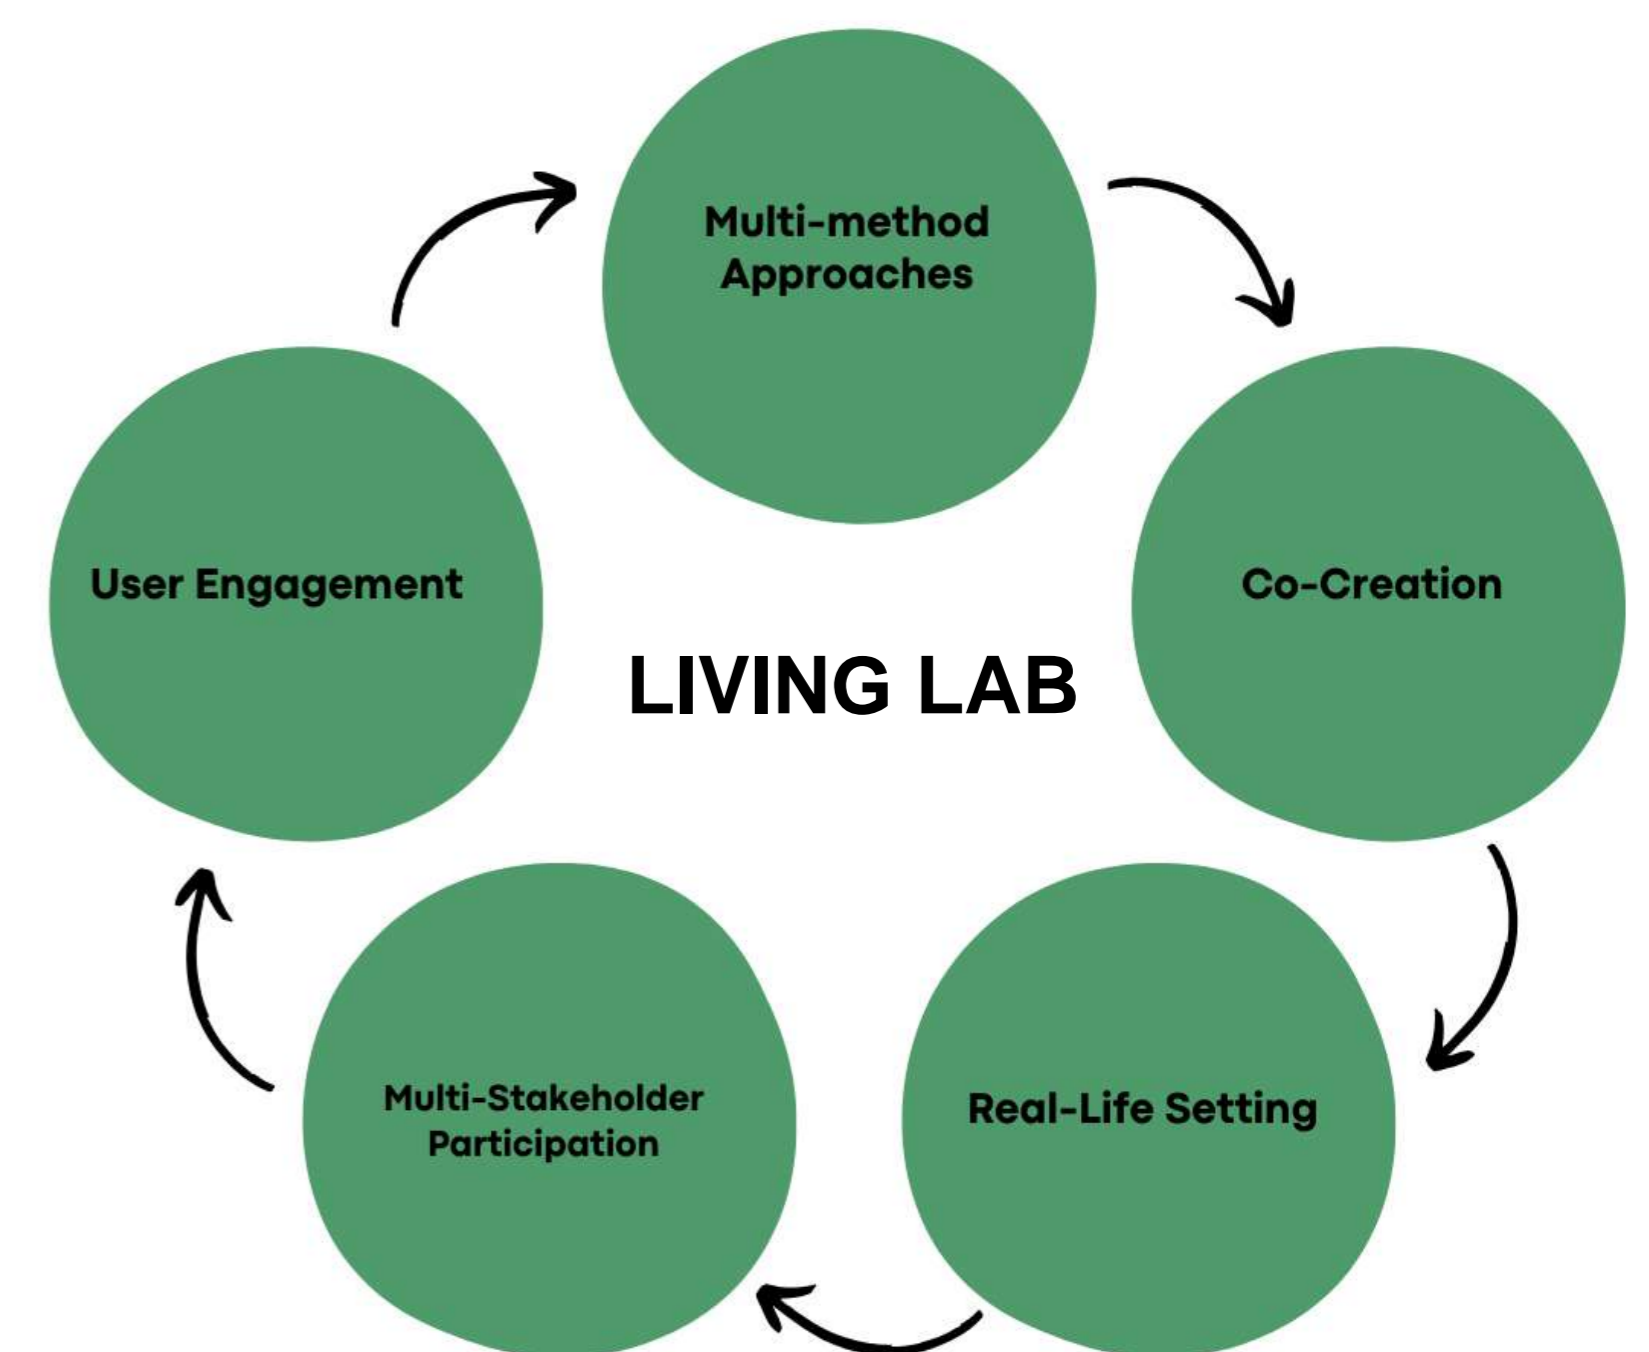 Multi-method
Approaches
User Engagement
Co-Creation
LIVING LAB
Multi-Stakeholder
Participation
Real-Life Setting